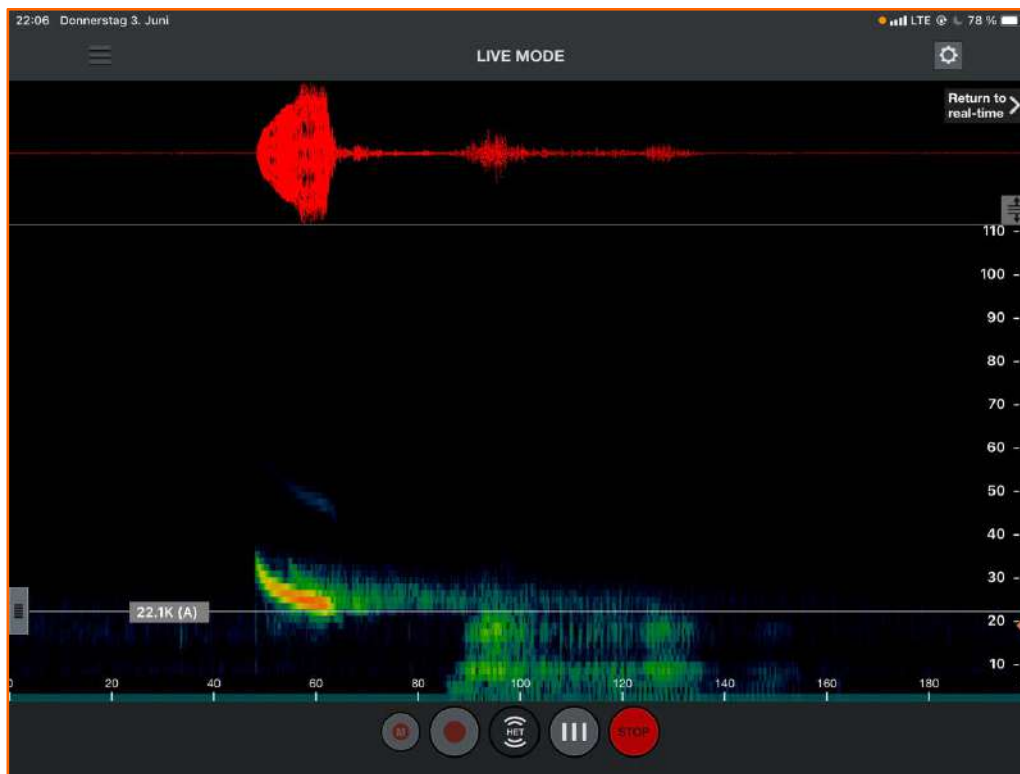 22:06 Donnerstag 3. Juni
LTE 78 %
LIVE MODE
Return to
real-time
110
100
90
80
70
60
50
40
30
22.1K (A)
20
10
0 20 40 60 80 100 120 140 160 180
M
HET
STOP